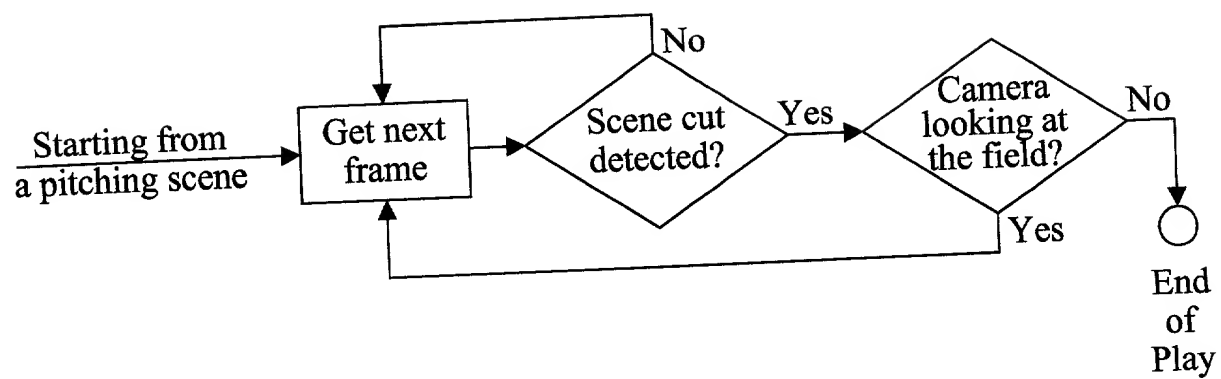 Starting from
a pitching scene
Get next
frame
No
Scene cut
detected?
Yes
Camera
looking at
the field?
No
Yes
End
of
Play